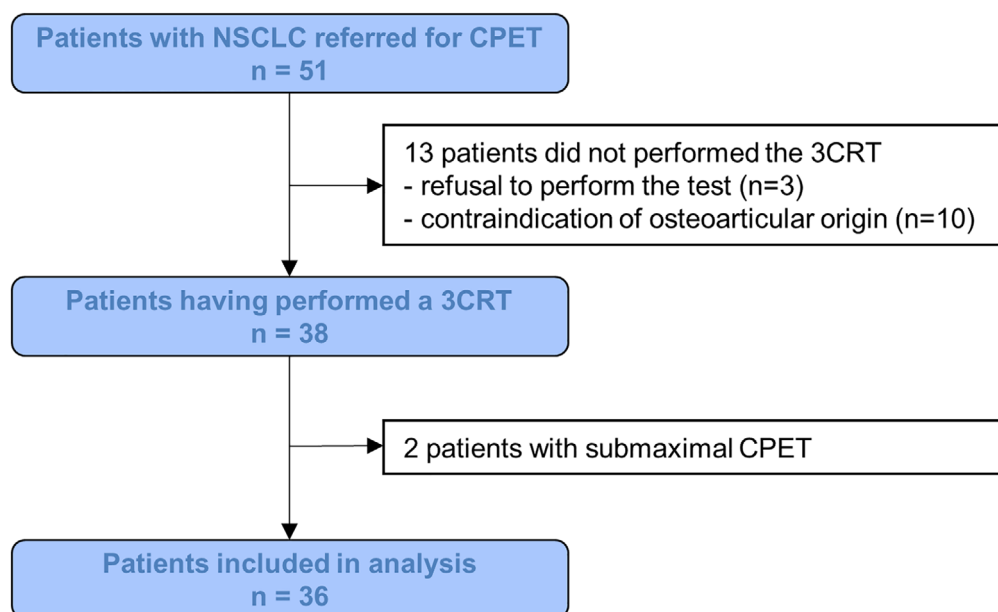 Patients with NSCLC referred for CPET
n = 51
13 patients did not performed the 3CRT
- refusal to perform the test (n=3)
- contraindication of osteoarticular origin (n=10)
Patients having performed a 3CRT
n = 38
2 patients with submaximal CPET
Patients included in analysis
n = 36